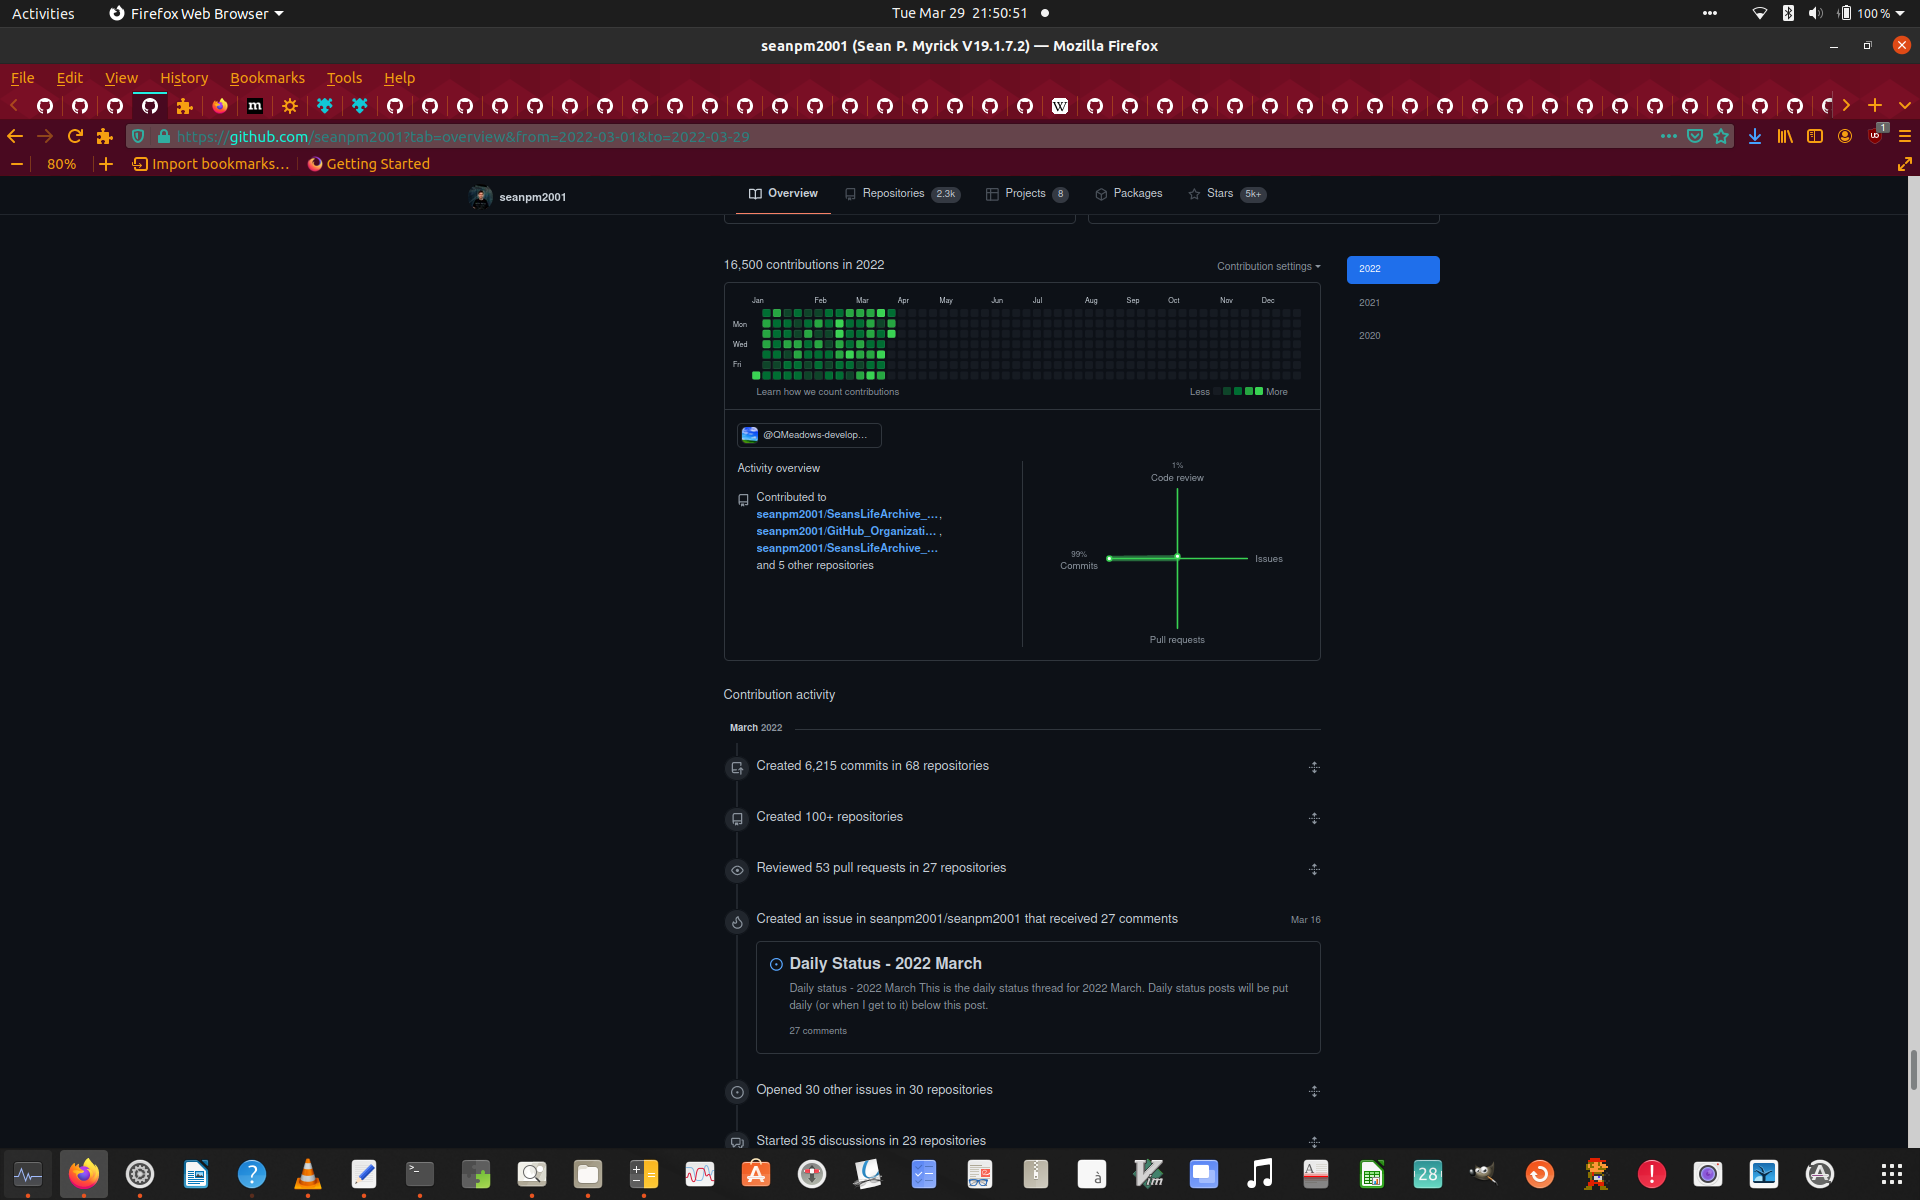 Activities Firefox Web Browser Tue Mar 29 21:50:51 100 %
seanpm2001 (Sean P. Myrick V19.1.7.2) — Mozilla Firefox
File Edit View History Bookmarks Tools Help
https://github.com/seanpm2001?tab=overview&from=2022-03-01&to=2022-03-29 1
80% Import bookmarks… Getting Started
seanpm2001 Overview Repositories 2.3k Projects 8 Packages Stars 5k+
16,500 contributions in 2022 Contribution settings 2022
2021
2020
Jan Feb Mar Apr May Jun Jul Aug Sep Oct Nov Dec
Mon
Wed
Fri
Learn how we count contributions Less More
@QMeadows-develop…
Activity overview
Contributed to
seanpm2001/SeansLifeArchive_…,
seanpm2001/GitHub_Organizati… ,
seanpm2001/SeansLifeArchive_…
and 5 other repositories
1%
Code review
99%
Commits
Issues
Pull requests
Contribution activity
March 2022
Created 6,215 commits in 68 repositories
Created 100+ repositories
Reviewed 53 pull requests in 27 repositories
Created an issue in seanpm2001/seanpm2001 that received 27 comments Mar 16
Daily Status - 2022 March
Daily status - 2022 March This is the daily status thread for 2022 March. Daily status posts will be put
daily (or when I get to it) below this post.
27 comments
Opened 30 other issues in 30 repositories
Started 35 discussions in 23 repositories
28